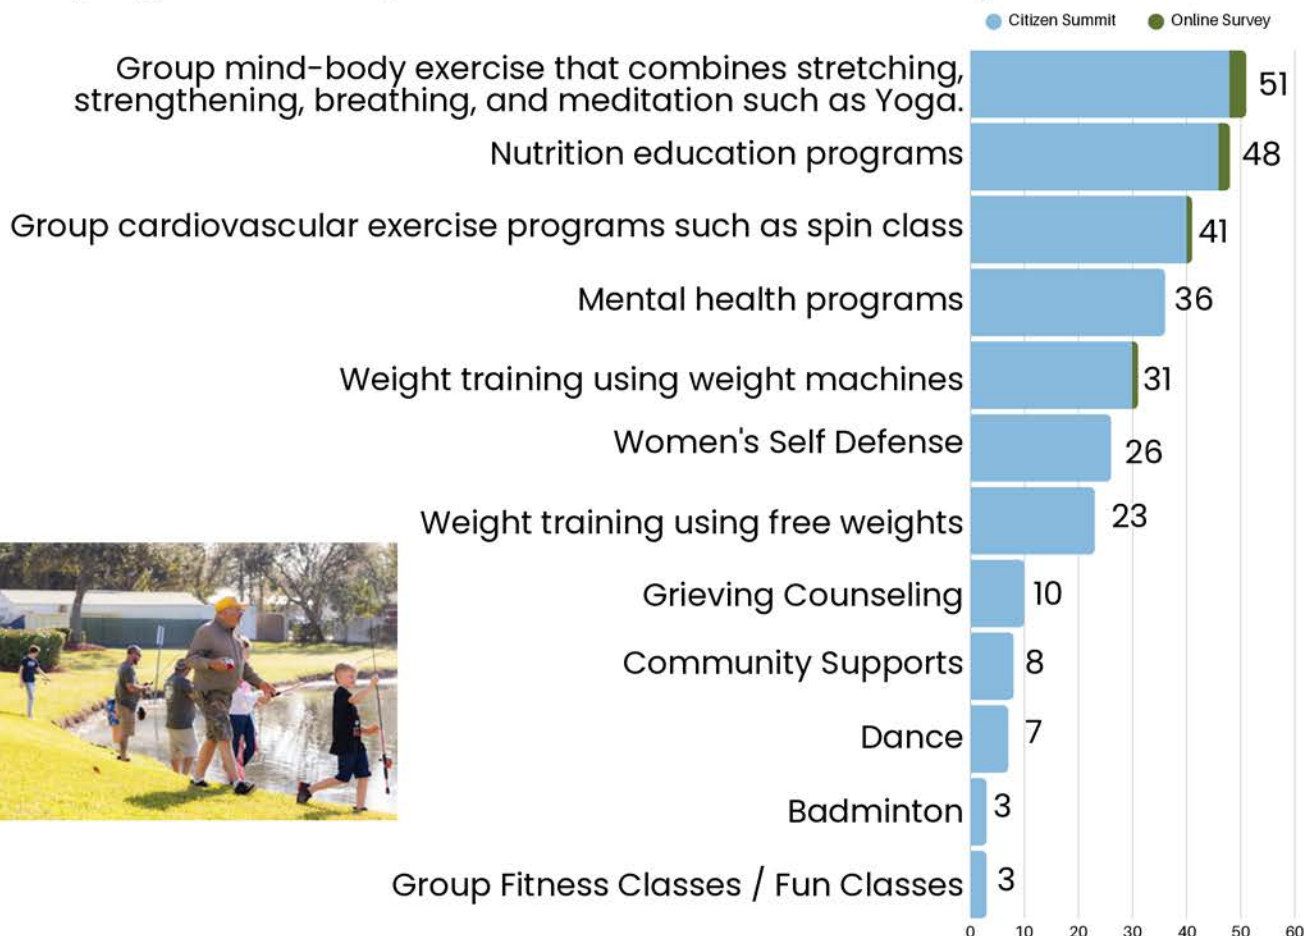 Citizen Summit
Online Survey
Group mind-body exercise that combines stretching,
strengthening, breathing, and meditation such as Yoga.
51
Nutrition education programs
48
Group cardiovascular exercise programs such as spin class
41
Mental health programs
36
Weight training using weight machines
31
Women's Self Defense
26
Weight training using free weights
23
Grieving Counseling
10
Community Supports
8
Dance
7
Badminton
3
Group Fitness Classes / Fun Classes
3
0 10 20 30 40 50 60